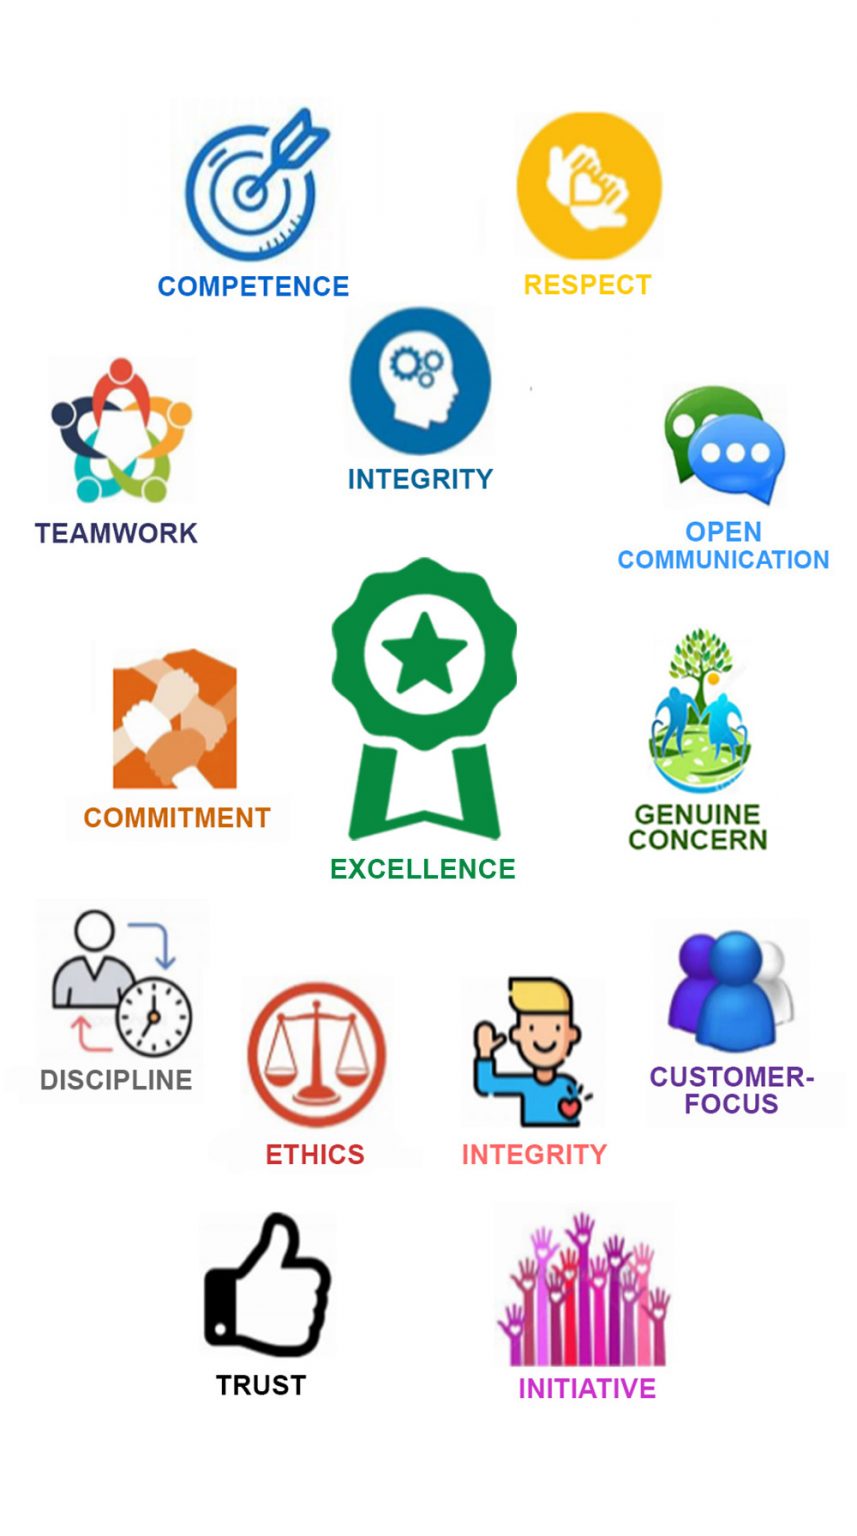 COMPETENCE
RESPECT
INTEGRITY
TEAMWORK
OPEN
COMMUNICATION
COMMITMENT
GENUINE
CONCERN
EXCELLENCE
DISCIPLINE
CUSTOMER-
FOCUS
ETHICS
INTEGRITY
TRUST
INITIATIVE